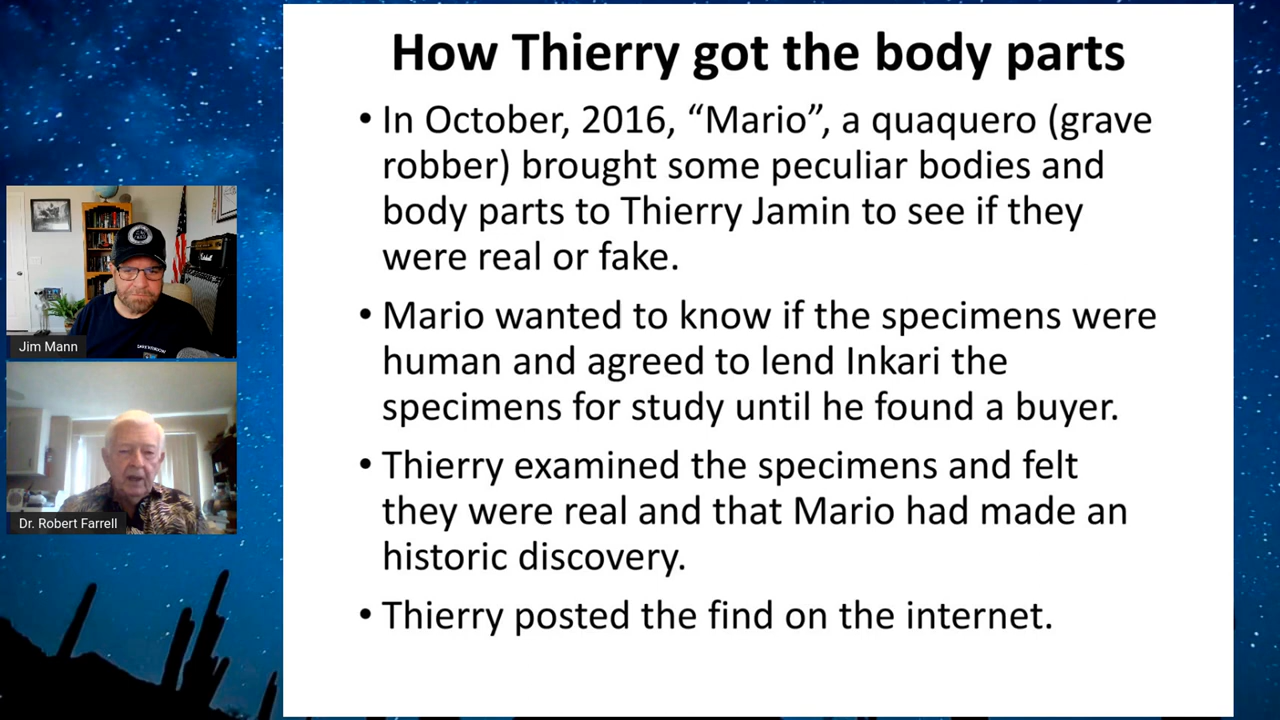 How Thierry got the body parts
• In October, 2016, “Mario”, a quaquero (grave
robber) brought some peculiar bodies and
body parts to Thierry Jamin to see if they
were real or fake.
• Mario wanted to know if the specimens were
human and agreed to lend Inkari the
specimens for study until he found a buyer.
• Thierry examined the specimens and felt
they were real and that Mario had made an
historic discovery.
• Thierry posted the find on the internet.
Jim Mann
Dr. Robert Farrell